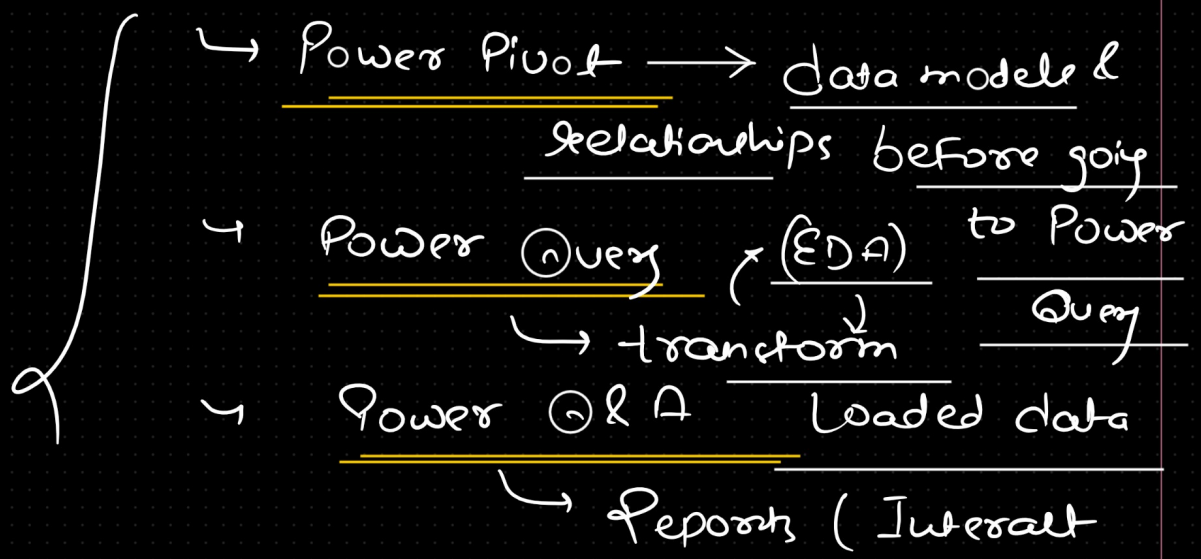 ↳ Power Pivot → data models &
relationships before going
↳ Power Query (EDA) to Power
Query
↳ transform
↳ Power Q & A Loaded data
↳ Reports ( Interact